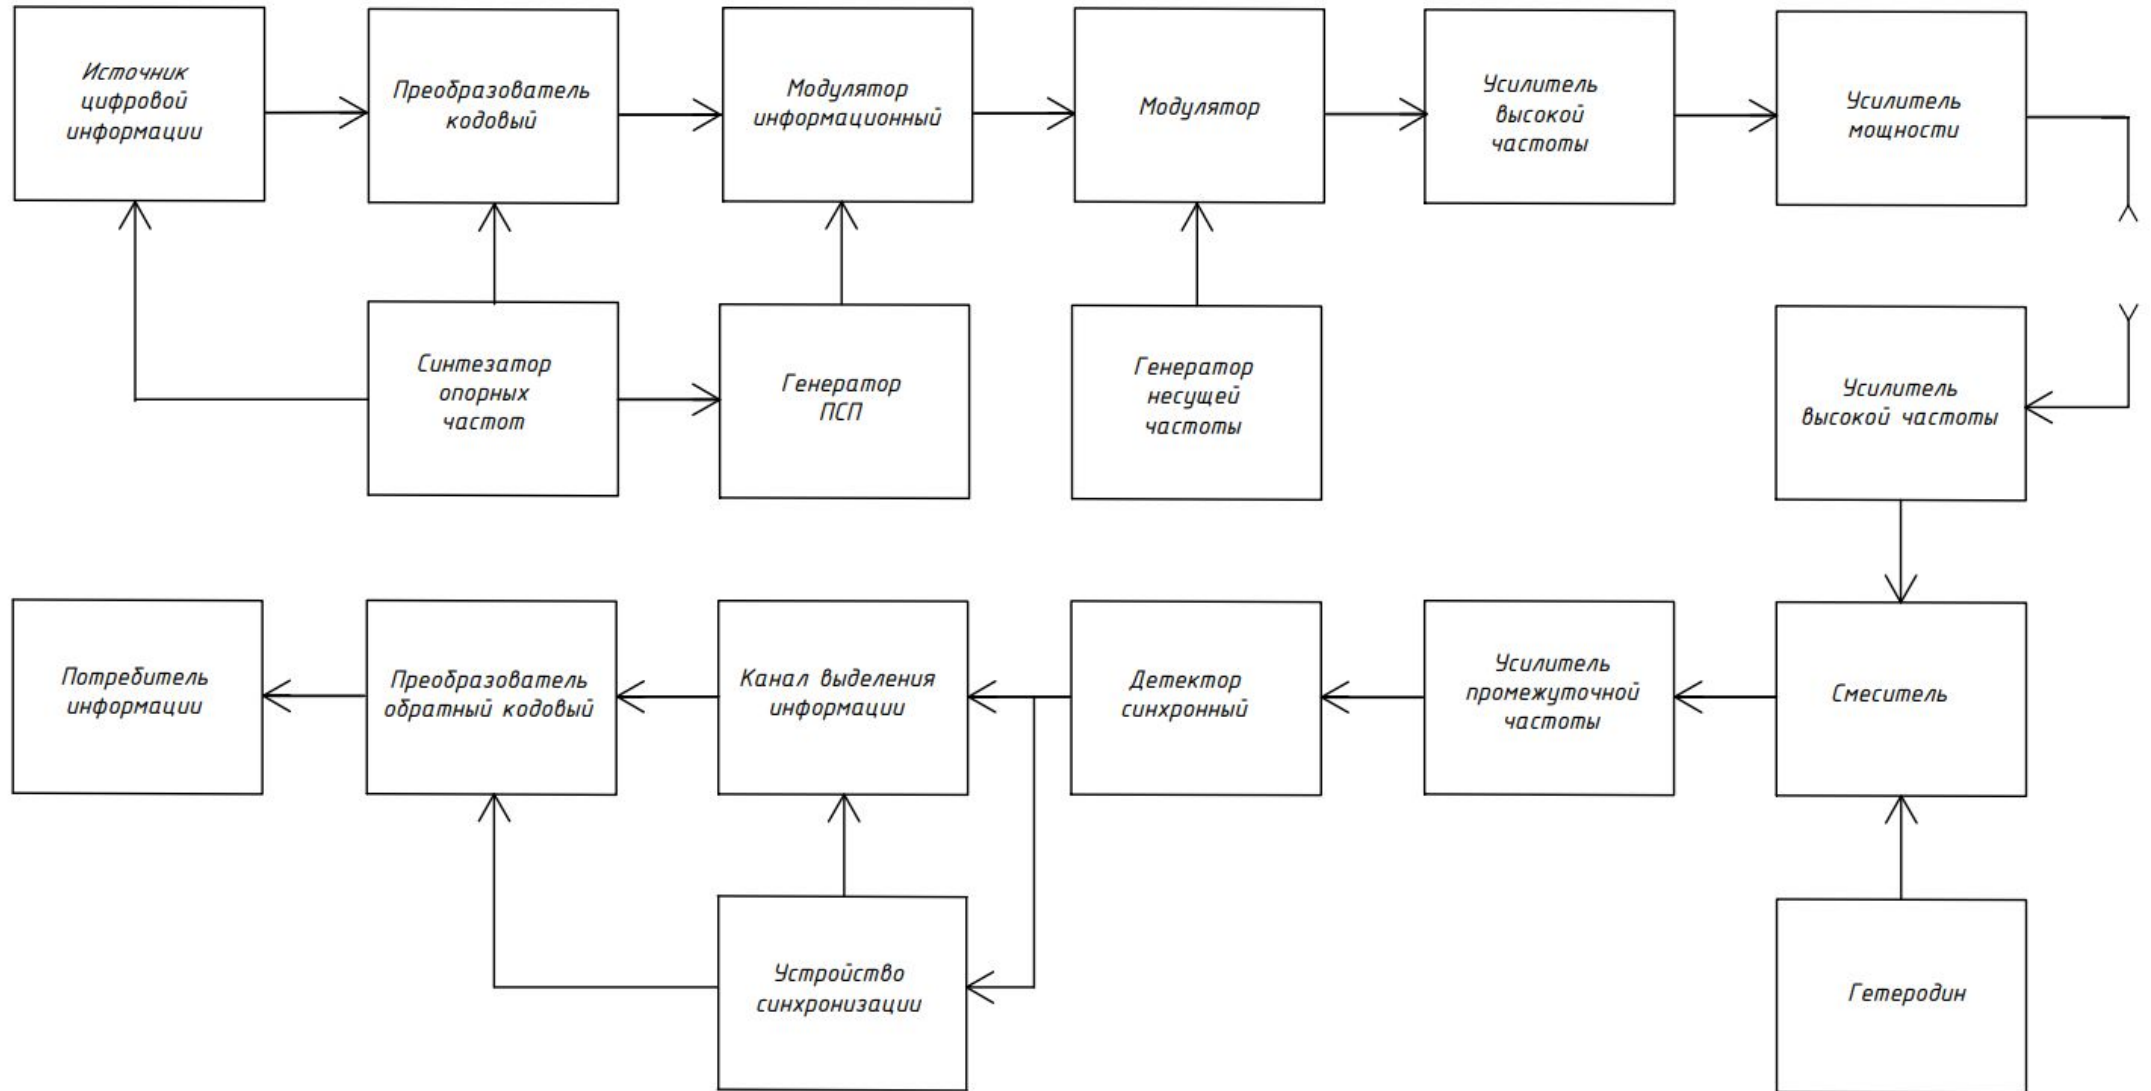 Источник
цифровой
информации
Преобразователь
кодовый
Модулятор
информационный
Модулятор
Усилитель
высокой
частоты
Усилитель
мощности
Синтезатор
опорных
частот
Генератор
ПСП
Генератор
несущей
частоты
Усилитель
высокой частоты
Потребитель
информации
Преобразователь
обратный кодовый
Канал выделения
информации
Детектор
синхронный
Усилитель
промежуточной
частоты
Смеситель
Устройство
синхронизации
Гетеродин